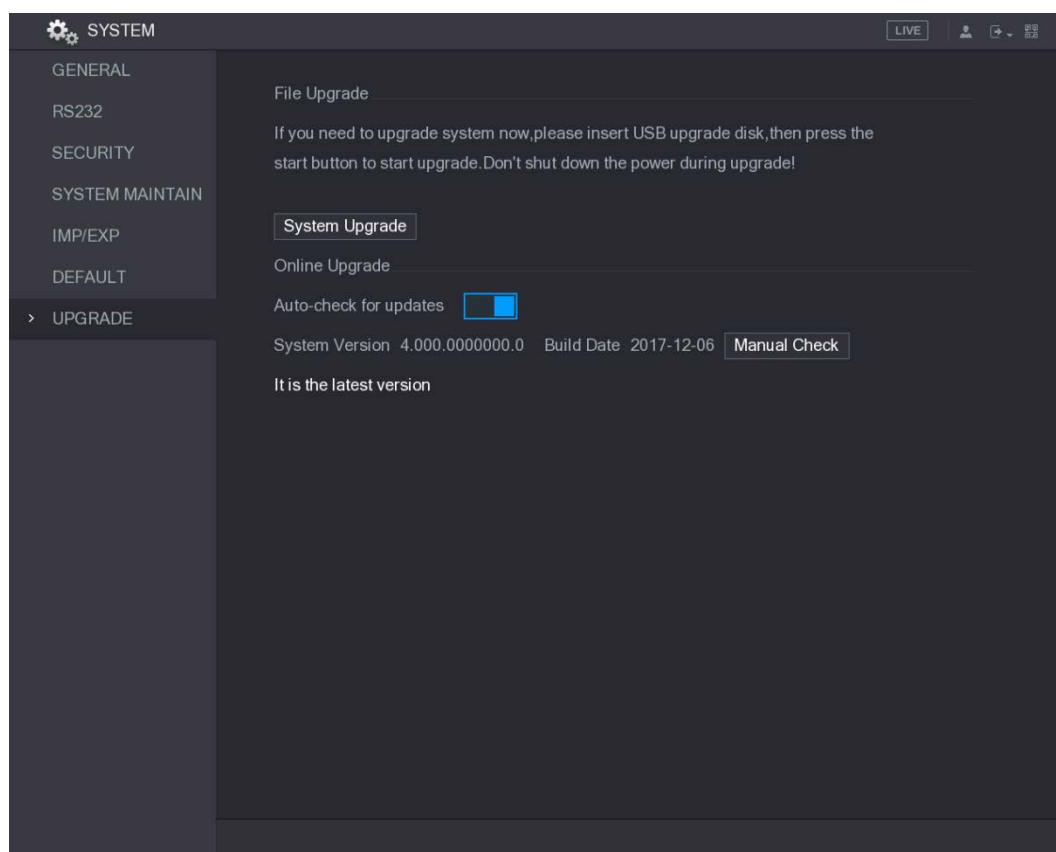 SYSTEM
LIVE
GENERAL
RS232
SECURITY
SYSTEM MAINTAIN
IMP/EXP
DEFAULT
UPGRADE
File Upgrade
If you need to upgrade system now,please insert USB upgrade disk,then press the
start button to start upgrade.Don't shut down the power during upgrade!
System Upgrade
Online Upgrade
Auto-check for updates
System Version 4.000.0000000.0 Build Date 2017-12-06 Manual Check
It is the latest version